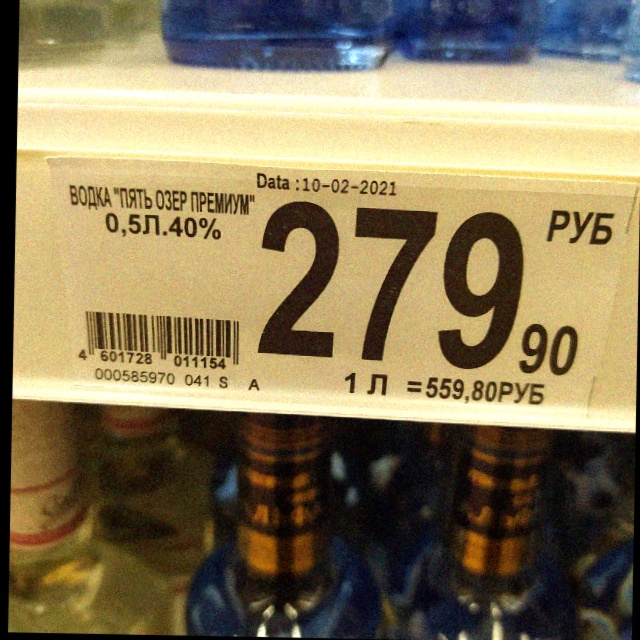 Data :10-02-2021
ВОДКА "ПЯТЬ ОЗЕР ПРЕМИУМ"
0,5Л.40%
279 90 РУБ
4 601728 011154
000585970 041 S A
1 Л =559,80РУБ